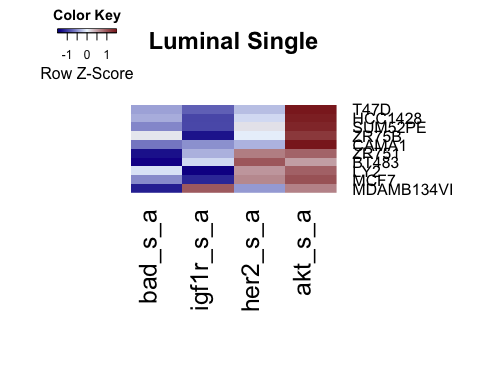 Color Key
-1 0 1
Row Z-Score
Luminal Single
T47D
HCC1428
SUM52PE
ZR75B
CAMA1
ZR751
BT483
LY2
MCF7
MDAMB134VI
bad_s_a
igf1r_s_a
her2_s_a
akt_s_a